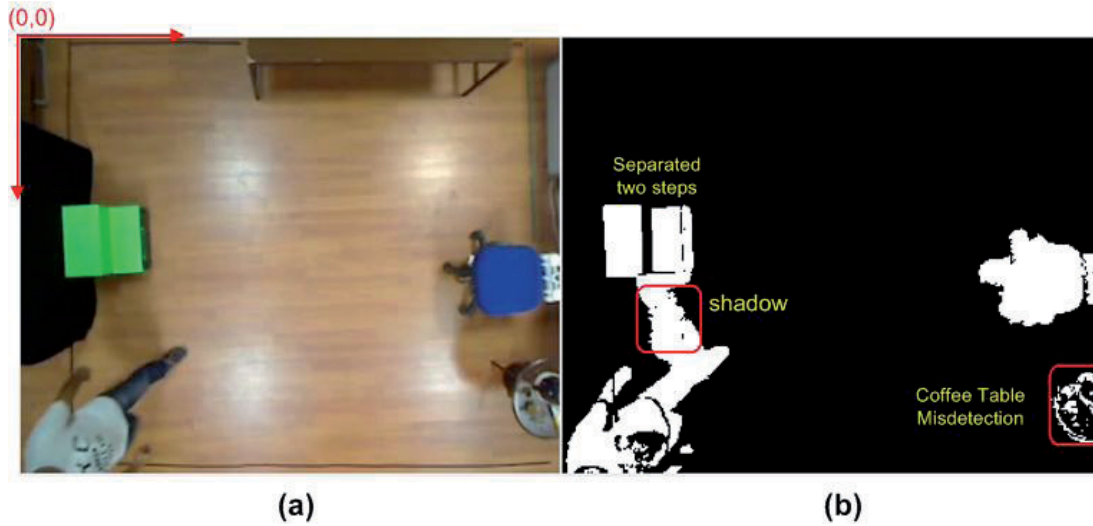 (0,0)
Separated
two steps
shadow
Coffee Table
Misdetection
(a)
(b)